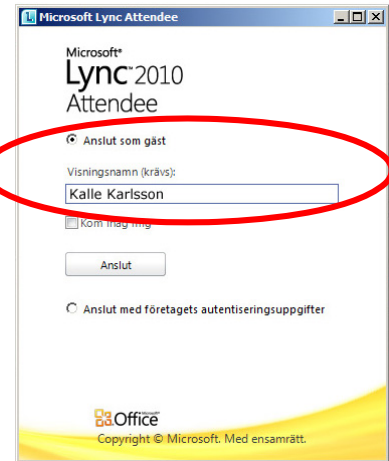 Microsoft Lync Attendee
Microsoft®
Lync™ 2010
Attendee
Anslut som gäst
Visningsnamn (krävs):
Kalle Karlsson
Kom ihåg mig
Anslut
Anslut med företagets autentiseringsuppgifter
Microsoft®
Office
Copyright © Microsoft. Med ensamrätt.